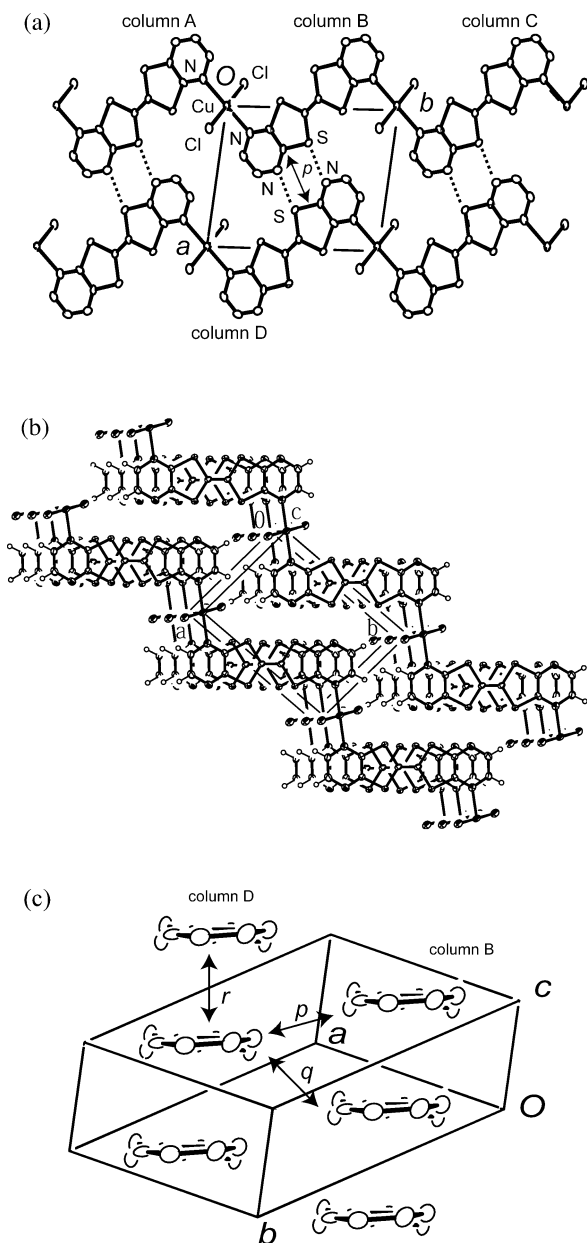 (a)
column A column B column C
N O Cl
Cu b
Cl N S
N p N
S
a
column D
(b)
0 c
a b
(c)
column D
column B
r
p c
a
q
O
b